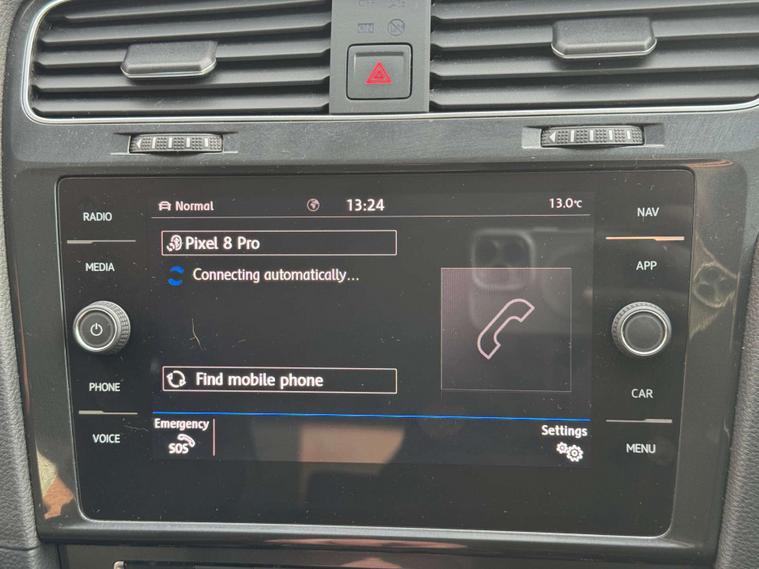 RADIO
MEDIA
PHONE
VOICE
Normal
13:24
13.0°C
Pixel 8 Pro
Connecting automatically...
Find mobile phone
Emergency
SOS
Settings
NAV
APP
CAR
MENU